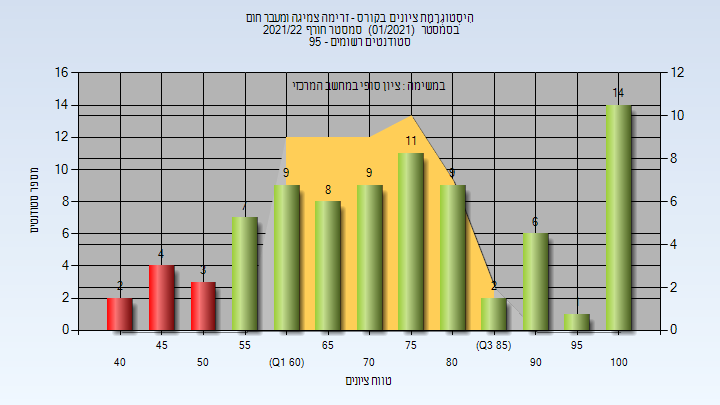 היסטוגרמת ציונים בקורס - זרימה צמיגה ומעבר חום
בסמסטר (01/2021) סמסטר חורף 2021/22
סטודנטים רשומים - 95
במשימה : ציון סופי במחשב המרכזי
מספר סטודנטים
16 14 12 10 8 6 4 2 0
12 10 8 6 4 2 0
2 4 3 7 9 8 9 11 9 2 6 1 14
45 55 65 75 (Q3 85) 95
40 50 (Q1 60) 70 80 90 100
טווח ציונים